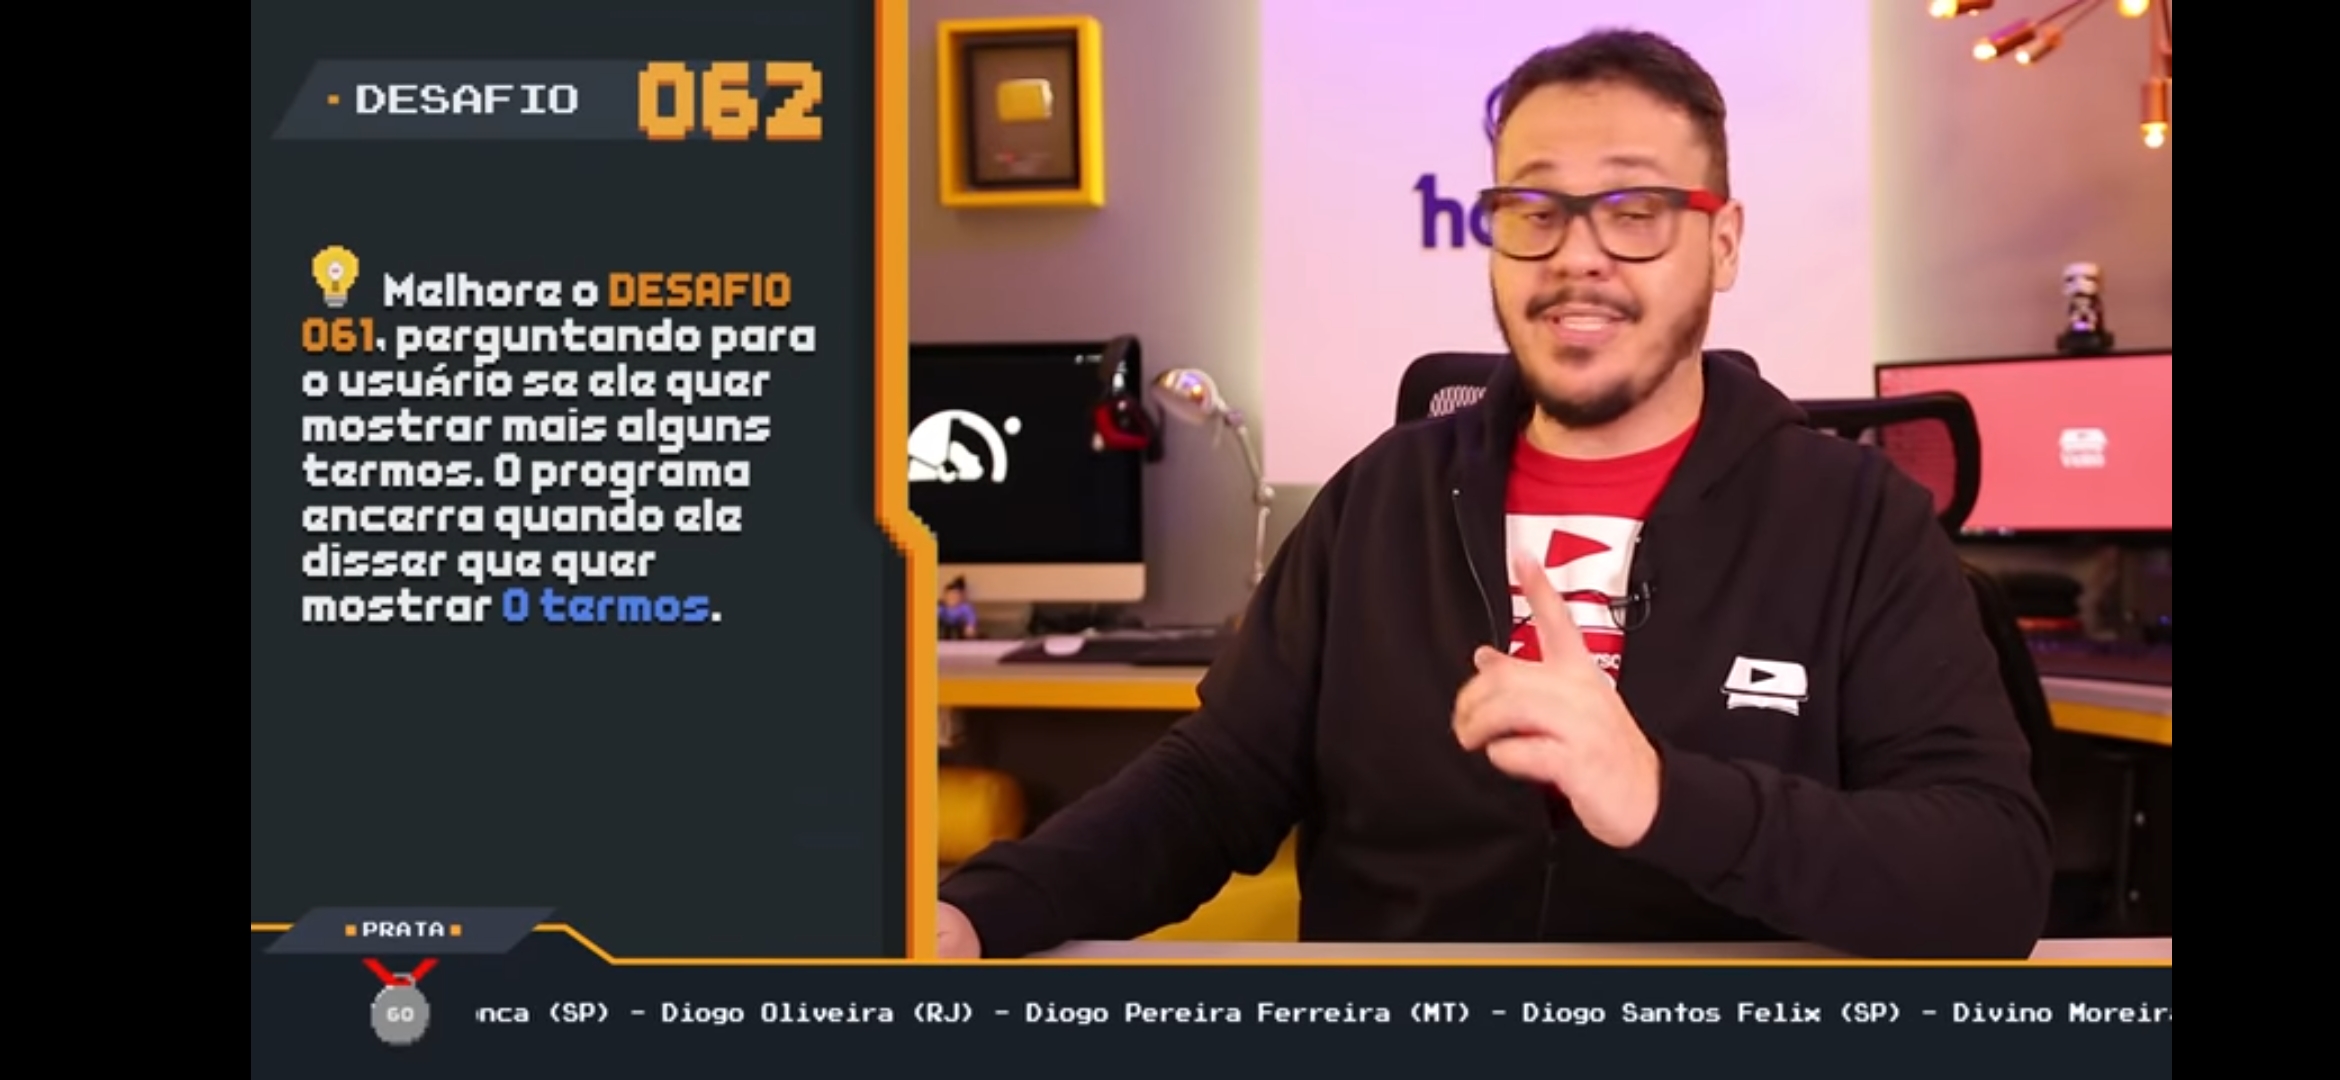 DESAFIO 062
Melhore o DESAFIO
061, perguntando para
o usuário se ele quer
mostrar mais alguns
termos. O programa
encerra quando ele
disser que quer
mostrar 0 termos.
PRATA
GO
nca (SP) - Diogo Oliveira (RJ) - Diogo Pereira Ferreira (MT) - Diogo Santos Felix (SP) - Divino Moreir